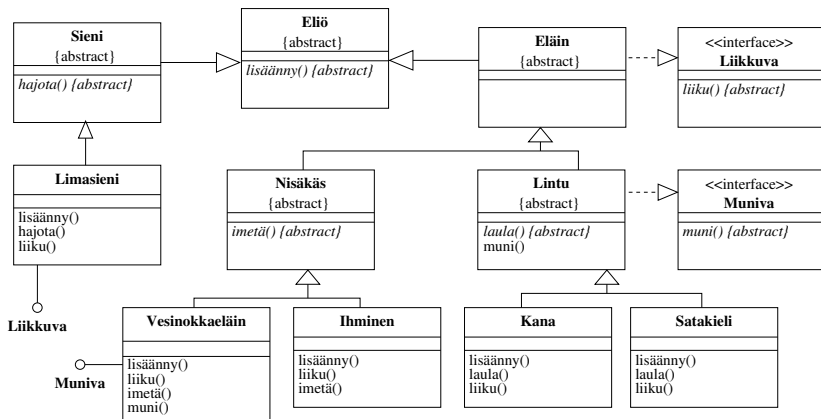 Sieni
{abstract}
hajota() {abstract}
Eliö
{abstract}
lisäänny() {abstract}
Eläin
{abstract}
<<interface>>
Liikkuva
liiku() {abstract}
Limasieni
lisäänny()
hajota()
liiku()
Liikkuva
Nisäkäs
{abstract}
imetä() {abstract}
Lintu
{abstract}
laula() {abstract}
muni()
<<interface>>
Muniva
muni() {abstract}
Vesinokkaeläin
lisäänny()
liiku()
imetä()
muni()
Muniva
Ihminen
lisäänny()
liiku()
imetä()
Kana
lisäänny()
laula()
liiku()
Satakieli
lisäänny()
laula()
liiku()